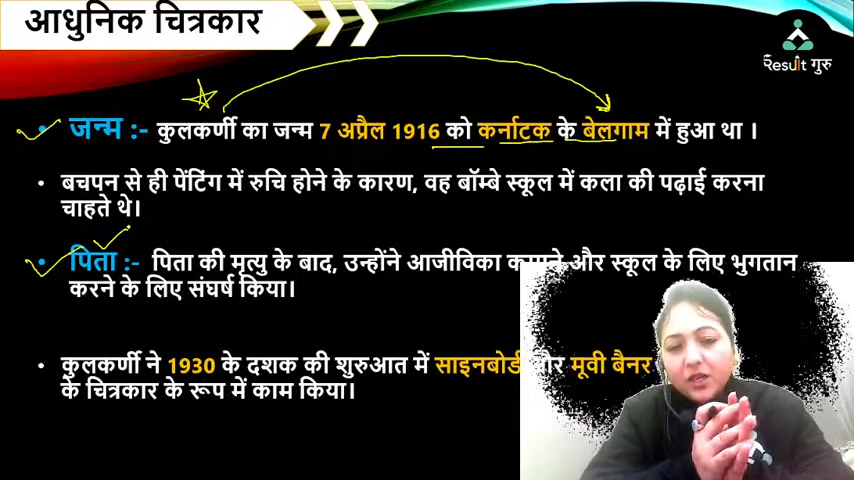 आधुनिक चित्रकार
Result गुरु
• जन्म :- कुलकर्णी का जन्म 7 अप्रैल 1916 को कर्नाटक के बेलगाम में हुआ था ।
• बचपन से ही पेंटिंग में रुचि होने के कारण, वह बॉम्बे स्कूल में कला की पढ़ाई करना
चाहते थे।
• पिता :- पिता की मृत्यु के बाद, उन्होंने आजीविका कमाने और स्कूल के लिए भुगतान
करने के लिए संघर्ष किया।
• कुलकर्णी ने 1930 के दशक की शुरुआत में साइनबोर्ड और मूवी बैनर
के चित्रकार के रूप में काम किया।